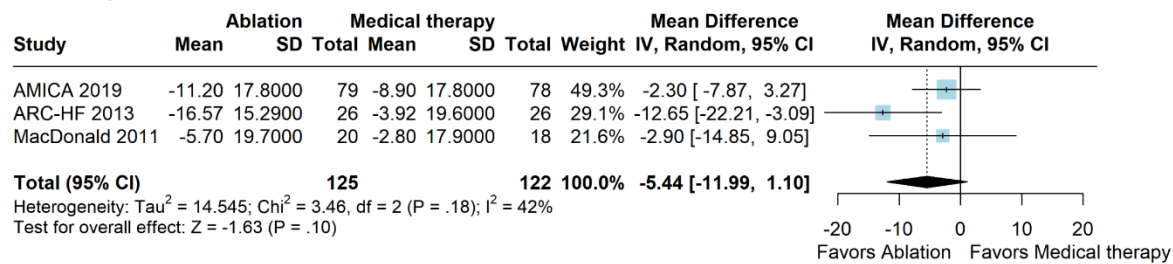 Ablation Medical therapy Mean Difference Mean Difference
Study Mean SD Total Mean SD Total Weight IV, Random, 95% CI IV, Random, 95% CI
AMICA 2019 -11.20 17.8000 79 -8.90 17.8000 78 49.3% -2.30 [ -7.87, 3.27]
ARC-HF 2013 -16.57 15.2900 26 -3.92 19.6000 26 29.1% -12.65 [-22.21, -3.09]
MacDonald 2011 -5.70 19.7000 20 -2.80 17.9000 18 21.6% -2.90 [-14.85, 9.05]
Total (95% CI) 125 122 100.0% -5.44 [-11.99, 1.10]
Heterogeneity: Tau² = 14.545; Chi² = 3.46, df = 2 (P = .18); I² = 42%
Test for overall effect: Z = -1.63 (P = .10)
-20 -10 0 10 20
Favors Ablation Favors Medical therapy